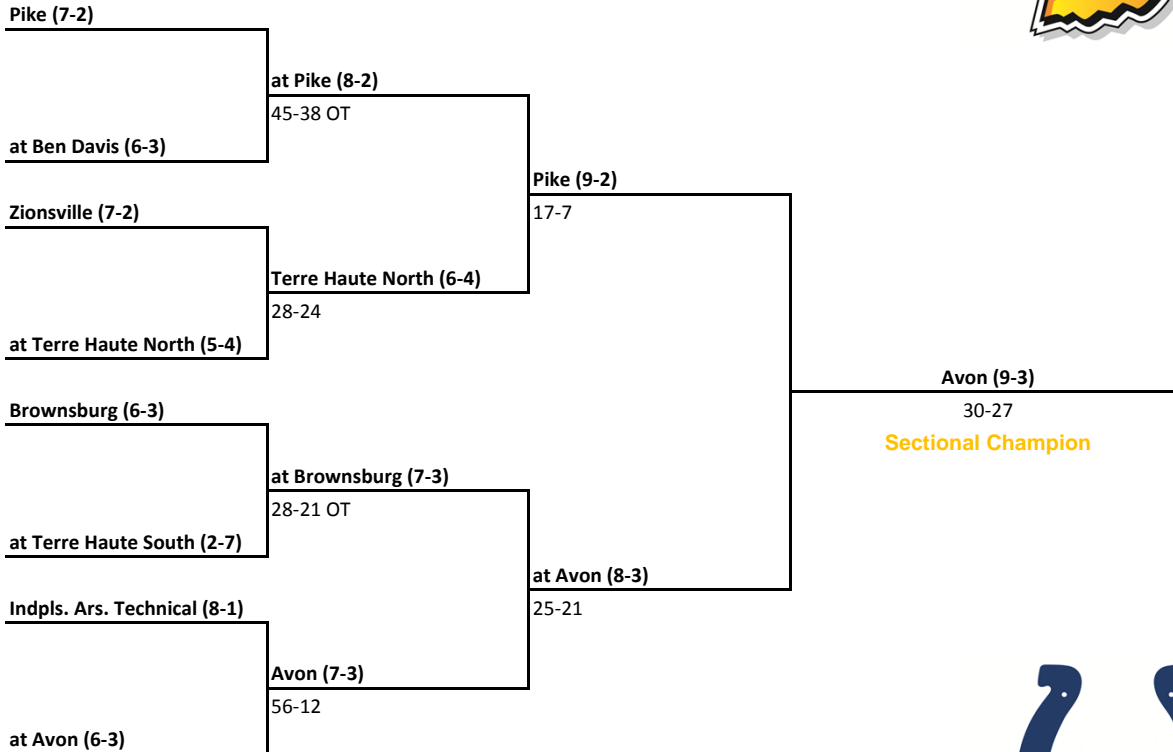 Pike (7-2)
at Pike (8-2)
45-38 OT
at Ben Davis (6-3)
Pike (9-2)
17-7
Zionsville (7-2)
Terre Haute North (6-4)
28-24
at Terre Haute North (5-4)
Avon (9-3)
30-27
Sectional Champion
Brownsburg (6-3)
at Brownsburg (7-3)
28-21 OT
at Terre Haute South (2-7)
at Avon (8-3)
25-21
Indpls. Ars. Technical (8-1)
Avon (7-3)
56-12
at Avon (6-3)